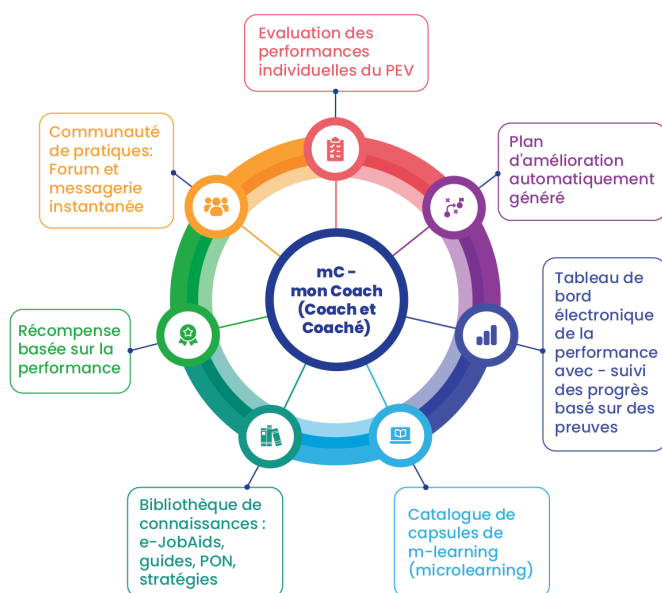 Evaluation des
performances
individuelles du PEV
Plan
d'amélioration
automatiquement
généré
Tableau de
bord
électronique
de la
performance
avec - suivi
des progrès
basé sur des
preuves
Catalogue de
capsules de
m-learning
(microlearning)
Bibliothèque de
connaissances :
e-JobAids,
guides, PON,
stratégies
Récompense
basée sur la
performance
Communauté
de pratiques:
Forum et
messagerie
instantanée
mC -
mon Coach
(Coach et
Coaché)